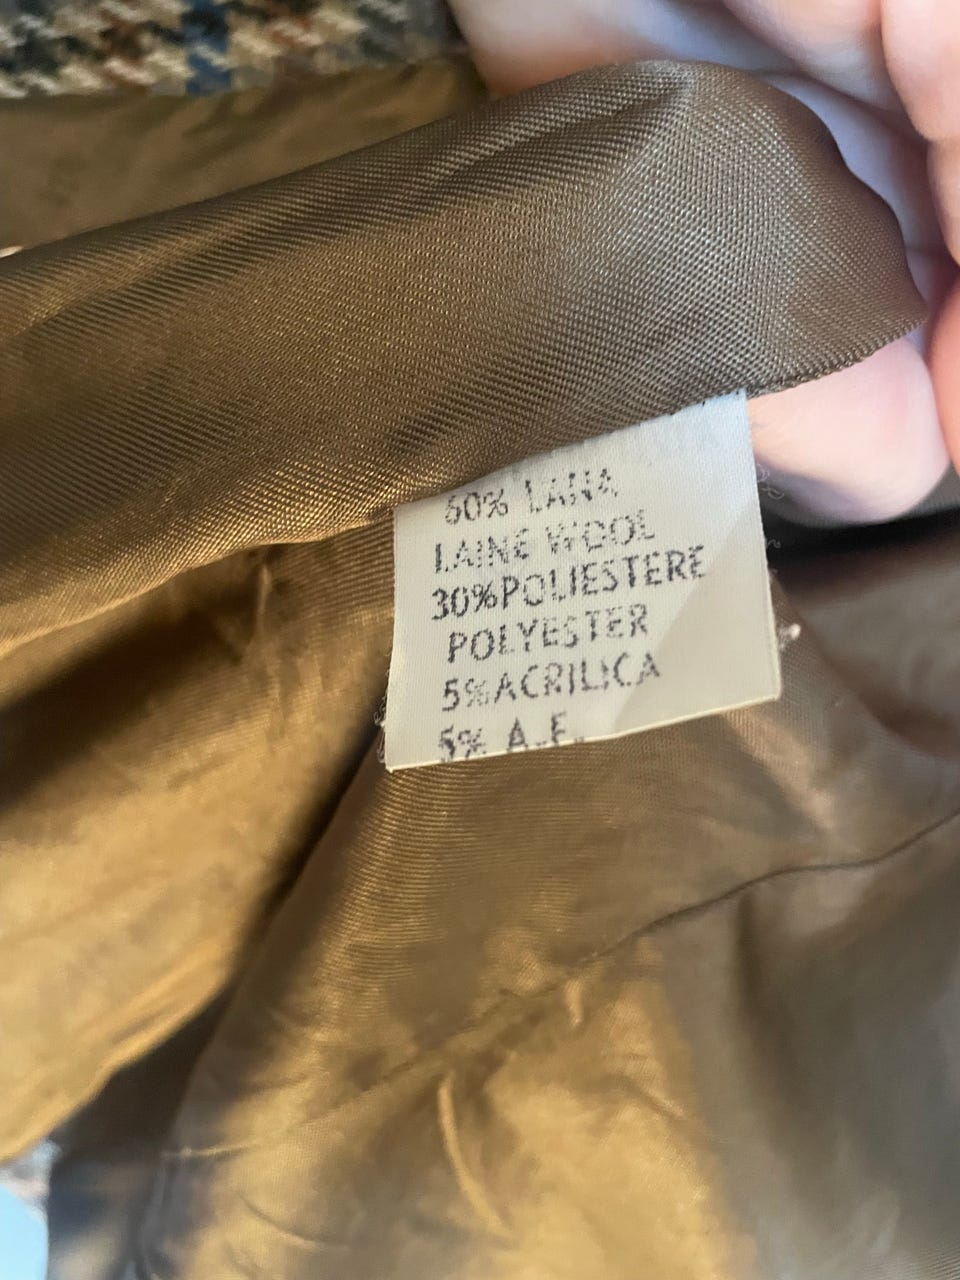 60% LANA
LAINE WOOL
30%POLIESTERE
POLYESTER
5%ACRILICA
5% A.F.